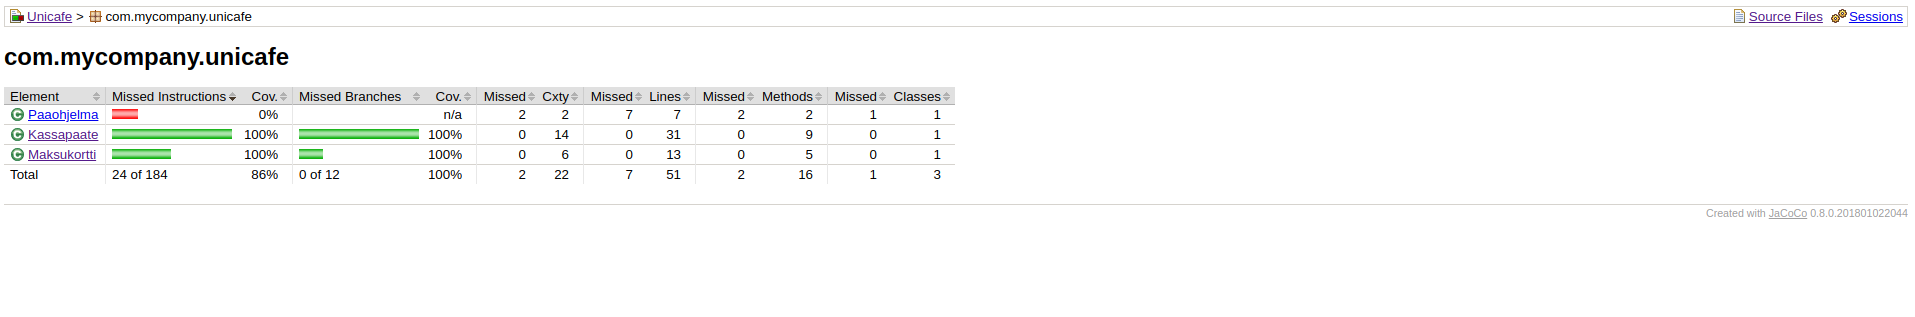 Unicafe > com.mycompany.unicafe Source Files Sessions
com.mycompany.unicafe
Element Missed Instructions Cov. Missed Branches Cov. Missed Cxty Missed Lines Missed Methods Missed Classes
Paaohjelma 0% n/a 2 2 7 7 2 2 1 1
Kassapaate 100% 100% 0 14 0 31 0 9 0 1
Maksukortti 100% 100% 0 6 0 13 0 5 0 1
Total 24 of 184 86% 0 of 12 100% 2 22 7 51 2 16 1 3
Created with JaCoCo 0.8.0.201801022044